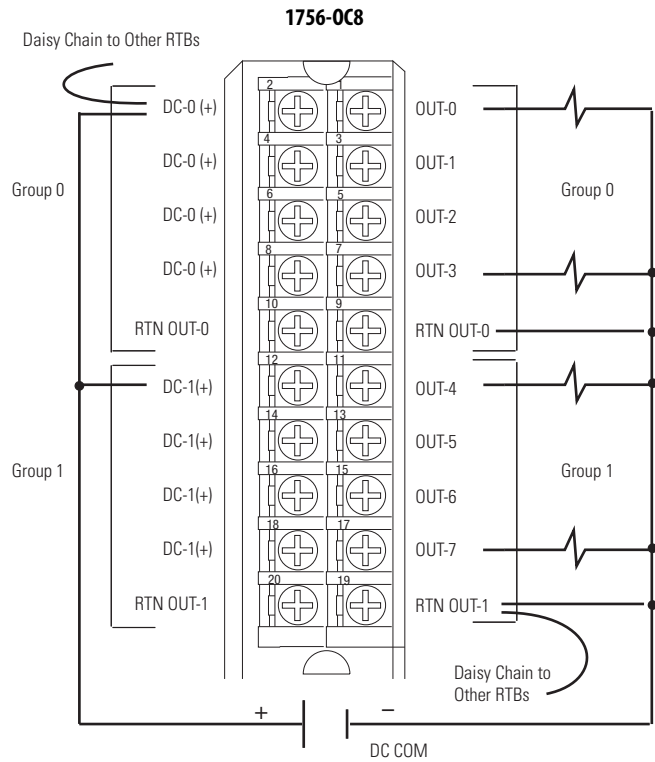 1756-OC8
Daisy Chain to Other RTBs
2 1
DC-0 (+) OUT-0
4 3
DC-0 (+) OUT-1
Group 0 Group 0
6 5
DC-0 (+) OUT-2
8 7
DC-0 (+) OUT-3
10 9
RTN OUT-0 RTN OUT-0
12 11
DC-1(+) OUT-4
14 13
DC-1(+) OUT-5
Group 1 Group 1
16 15
DC-1(+) OUT-6
18 17
DC-1(+) OUT-7
20 19
RTN OUT-1 RTN OUT-1
Daisy Chain to
Other RTBs
+ –
DC COM